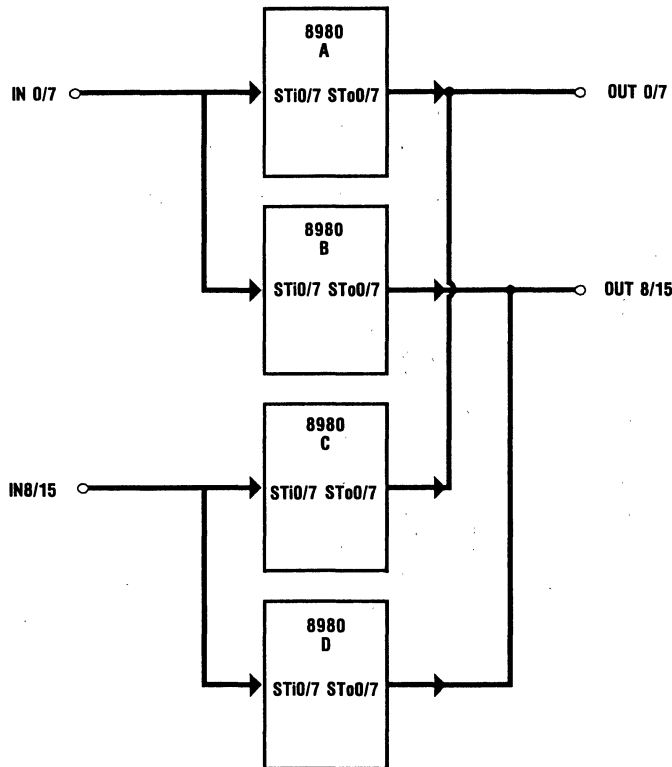 8980
A
IN 0/7
STi0/7 STo0/7
OUT 0/7
8980
B
STi0/7 STo0/7
OUT 8/15
8980
C
IN8/15
STi0/7 STo0/7
8980
D
STi0/7 STo0/7